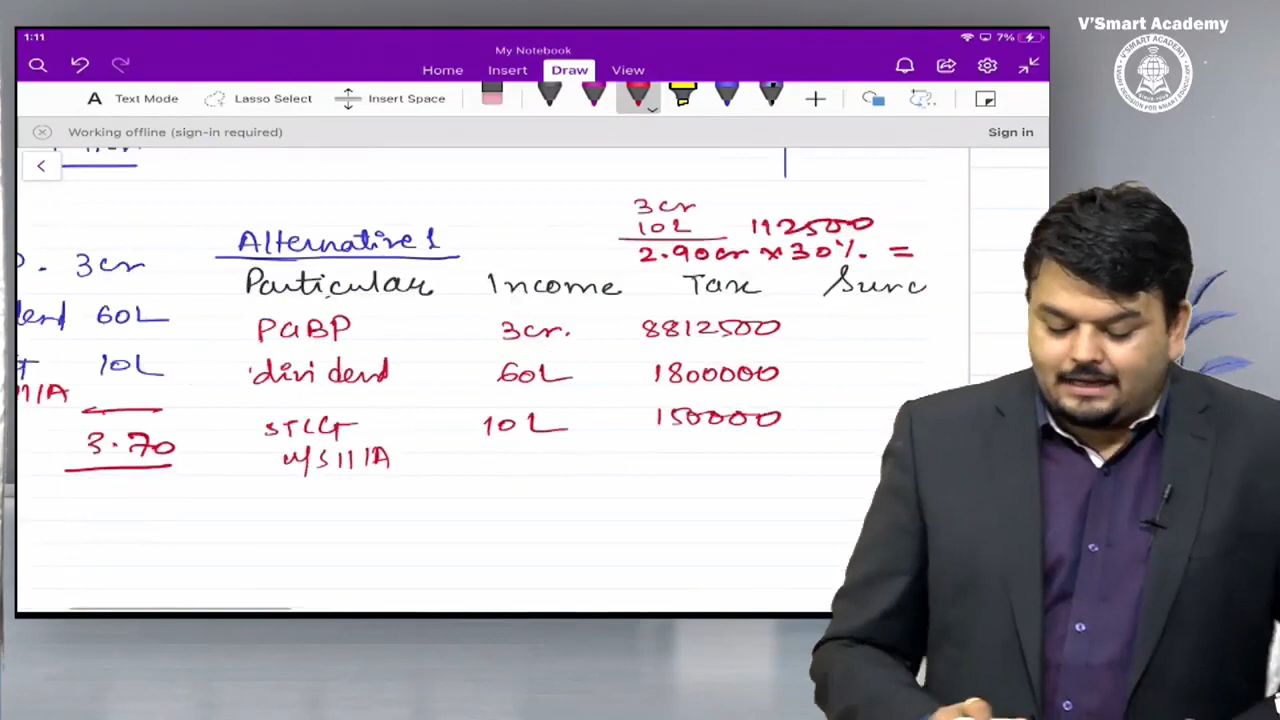 V'Smart Academy
1:11
7%
My Notebook
Home Insert Draw View
Text Mode Lasso Select Insert Space
Working offline (sign-in required) Sign in
3cr
10L 112500
2.90cr x 30% =
Alternative 1
P. 3cr
Particular Income Tax Surc
60L
PGBP 3cr. 8812500
10L
dividend 60L 1800000
111A
STCG 10L 150000
u/s 111A
3.70